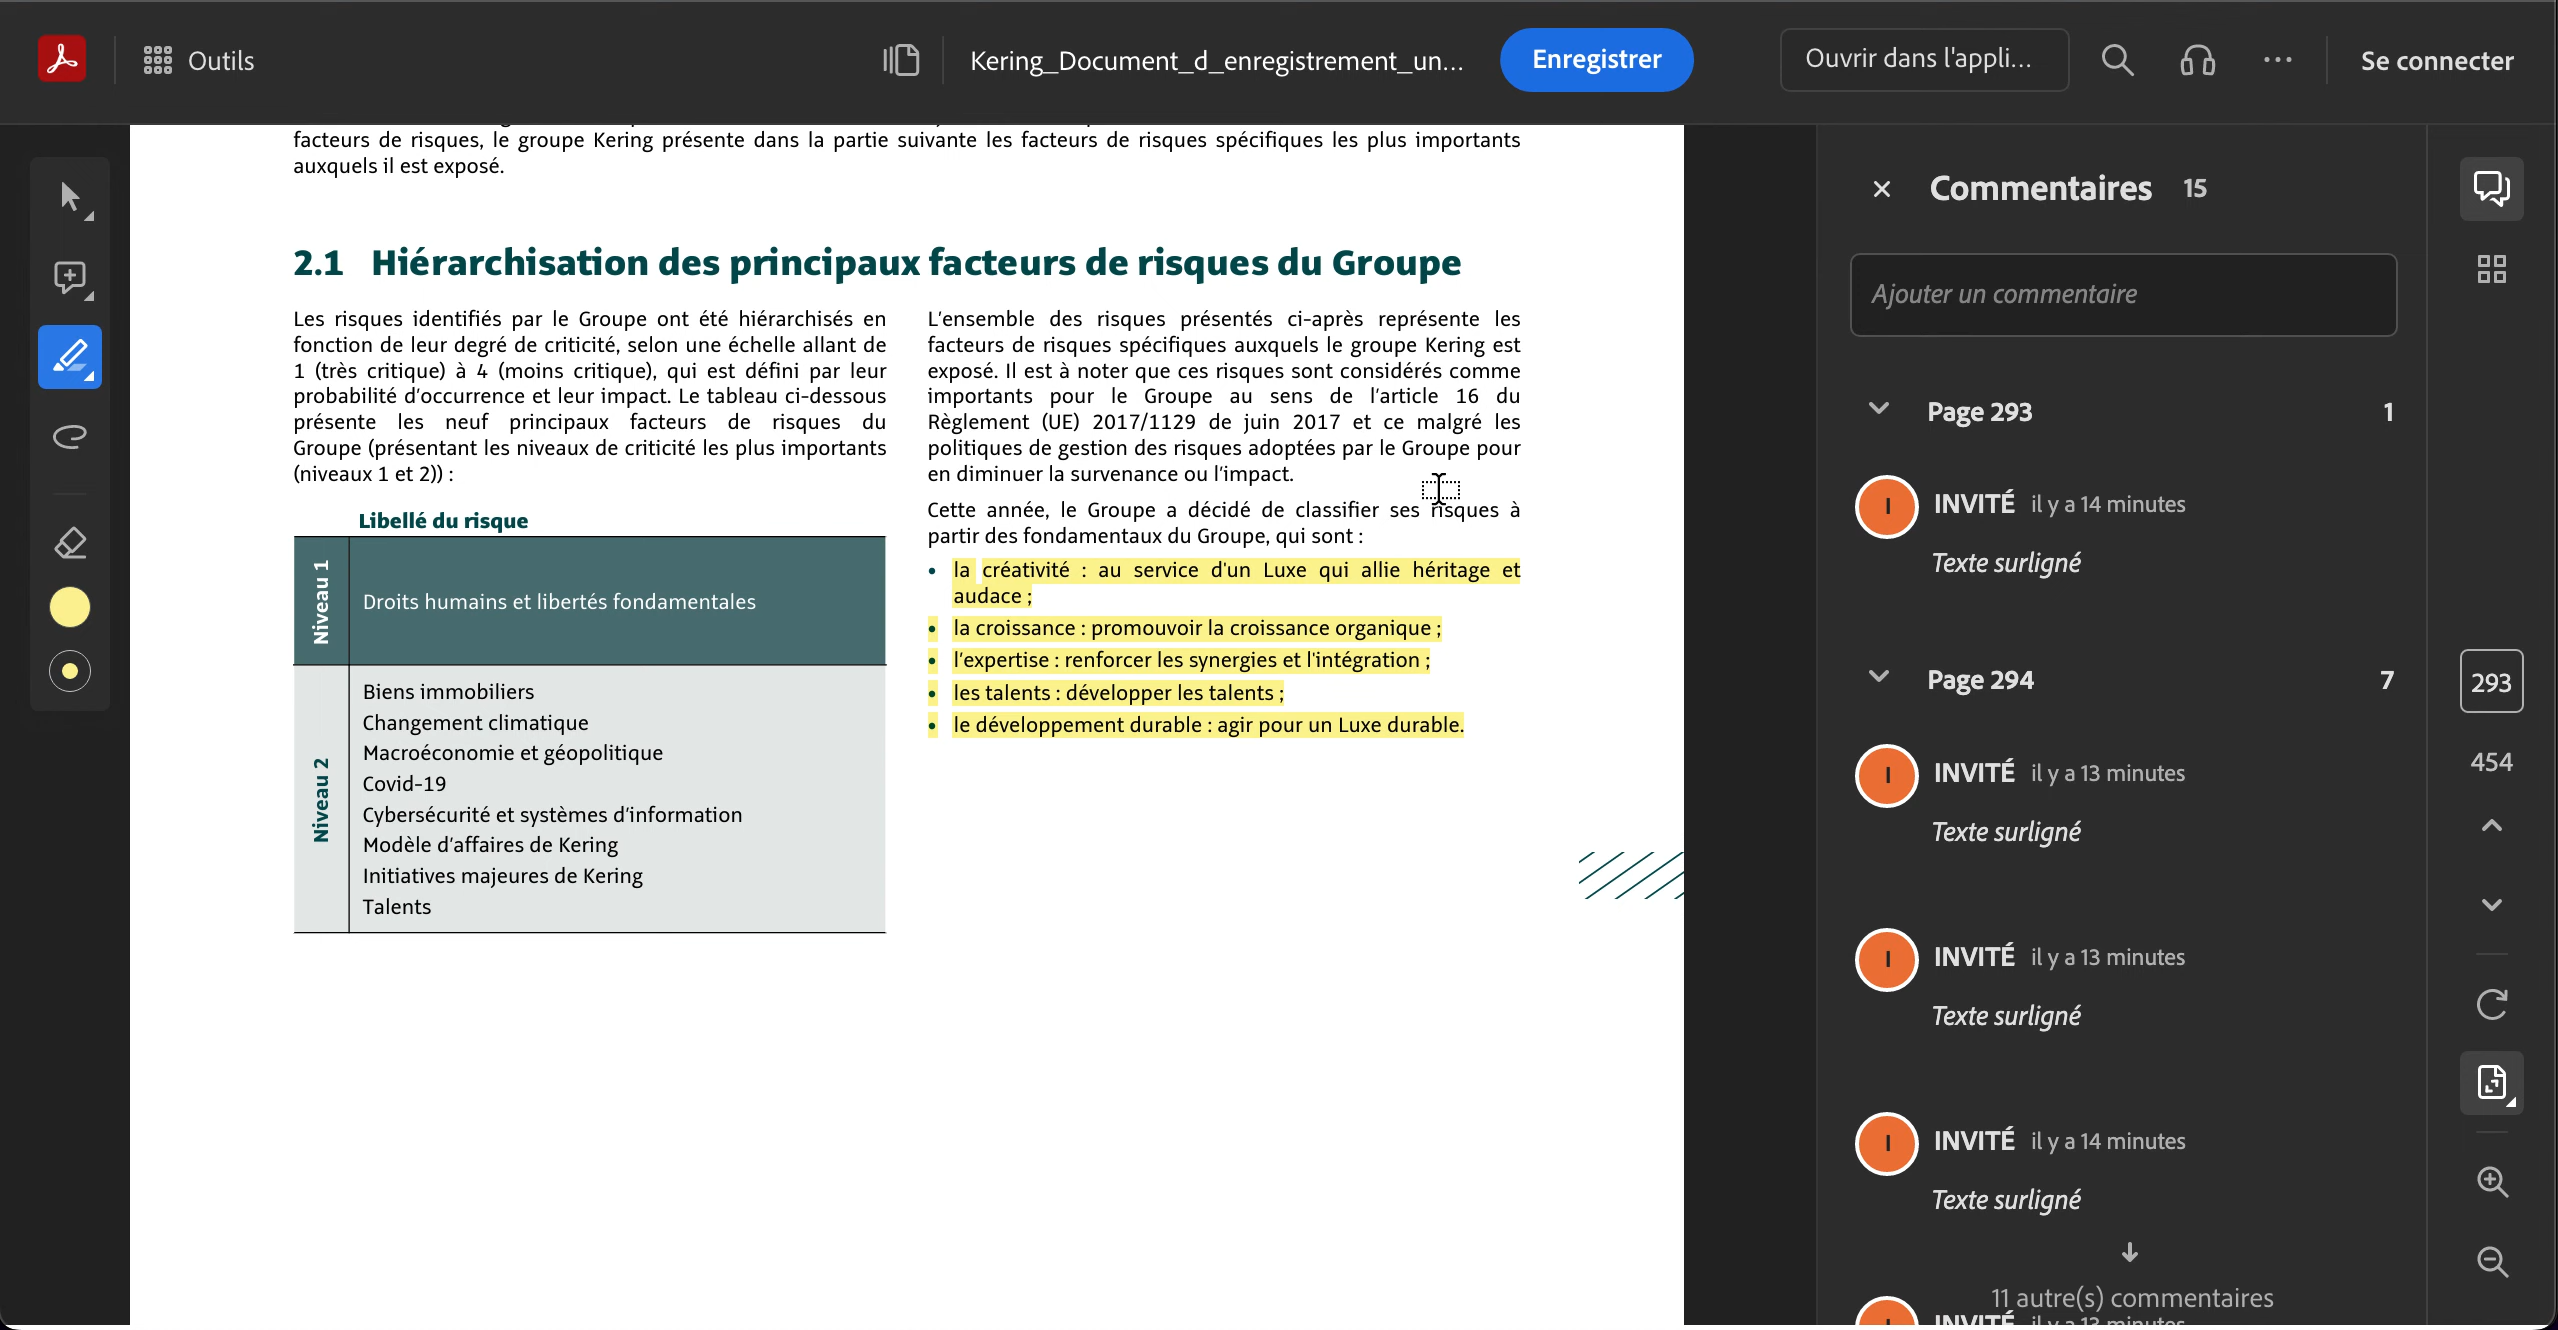 Outils
Kering_Document_d_enregistrement_un...
Enregistrer
Ouvrir dans l'appli...
Se connecter
facteurs de risques, le groupe Kering présente dans la partie suivante les facteurs de risques spécifiques les plus importants
auxquels il est exposé.
2.1 Hiérarchisation des principaux facteurs de risques du Groupe
Les risques identifiés par le Groupe ont été hiérarchisés en
fonction de leur degré de criticité, selon une échelle allant de
1 (très critique) à 4 (moins critique), qui est défini par leur
probabilité d'occurrence et leur impact. Le tableau ci-dessous
présente les neuf principaux facteurs de risques du
Groupe (présentant les niveaux de criticité les plus importants
(niveaux 1 et 2)) :
Libellé du risque
Niveau 1
Droits humains et libertés fondamentales
Niveau 2
Biens immobiliers
Changement climatique
Macroéconomie et géopolitique
Covid-19
Cybersécurité et systèmes d'information
Modèle d'affaires de Kering
Initiatives majeures de Kering
Talents
L'ensemble des risques présentés ci-après représente les
facteurs de risques spécifiques auxquels le groupe Kering est
exposé. Il est à noter que ces risques sont considérés comme
importants pour le Groupe au sens de l'article 16 du
Règlement (UE) 2017/1129 de juin 2017 et ce malgré les
politiques de gestion des risques adoptées par le Groupe pour
en diminuer la survenance ou l'impact.
Cette année, le Groupe a décidé de classifier ses risques à
partir des fondamentaux du Groupe, qui sont :
• la créativité : au service d'un Luxe qui allie héritage et
audace ;
• la croissance : promouvoir la croissance organique ;
• l'expertise : renforcer les synergies et l'intégration ;
• les talents : développer les talents ;
• le développement durable : agir pour un Luxe durable.
Commentaires 15
Ajouter un commentaire
Page 293 1
I INVITÉ il y a 14 minutes
Texte surligné
Page 294 7
I INVITÉ il y a 13 minutes
Texte surligné
I INVITÉ il y a 13 minutes
Texte surligné
I INVITÉ il y a 14 minutes
Texte surligné
11 autre(s) commentaires
INVITÉ il y a 13 minutes
293
454